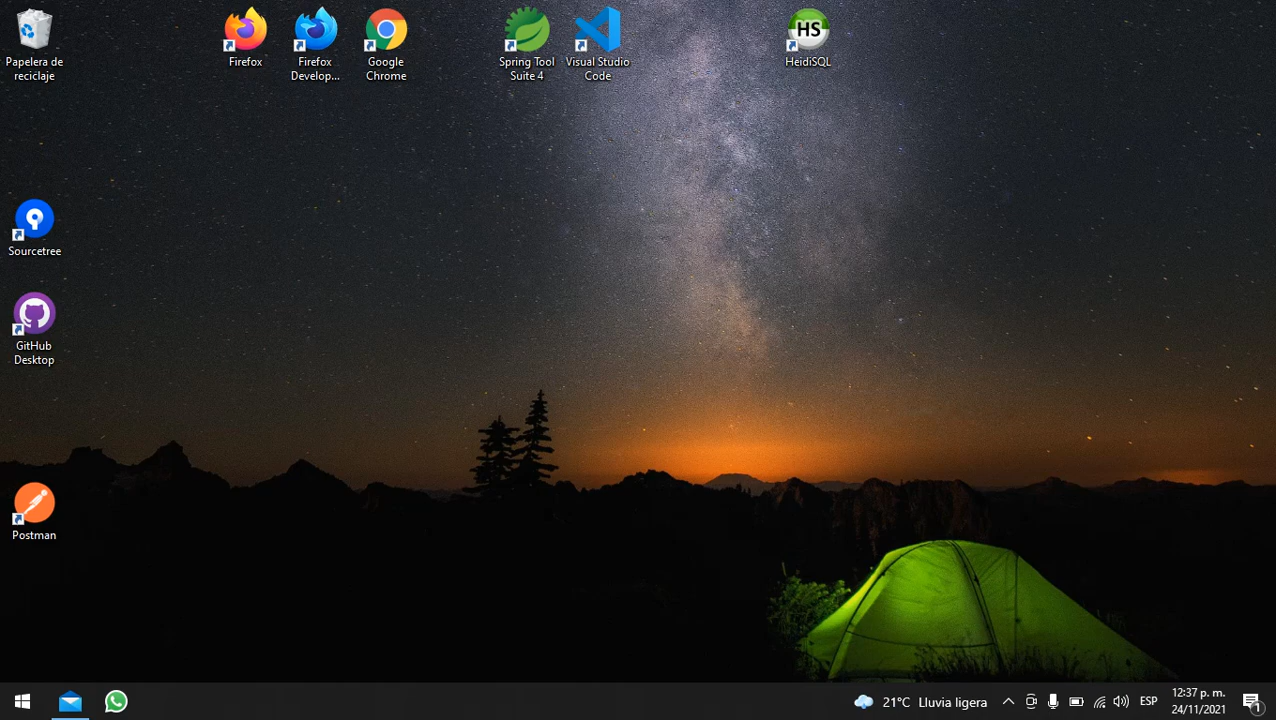 Papelera de
reciclaje
Firefox
Firefox
Develop...
Google
Chrome
Spring Tool
Suite 4
Visual Studio
Code
HS
HeidiSQL
Sourcetree
GitHub
Desktop
Postman
21°C Lluvia ligera
ESP
12:37 p. m.
24/11/2021
1